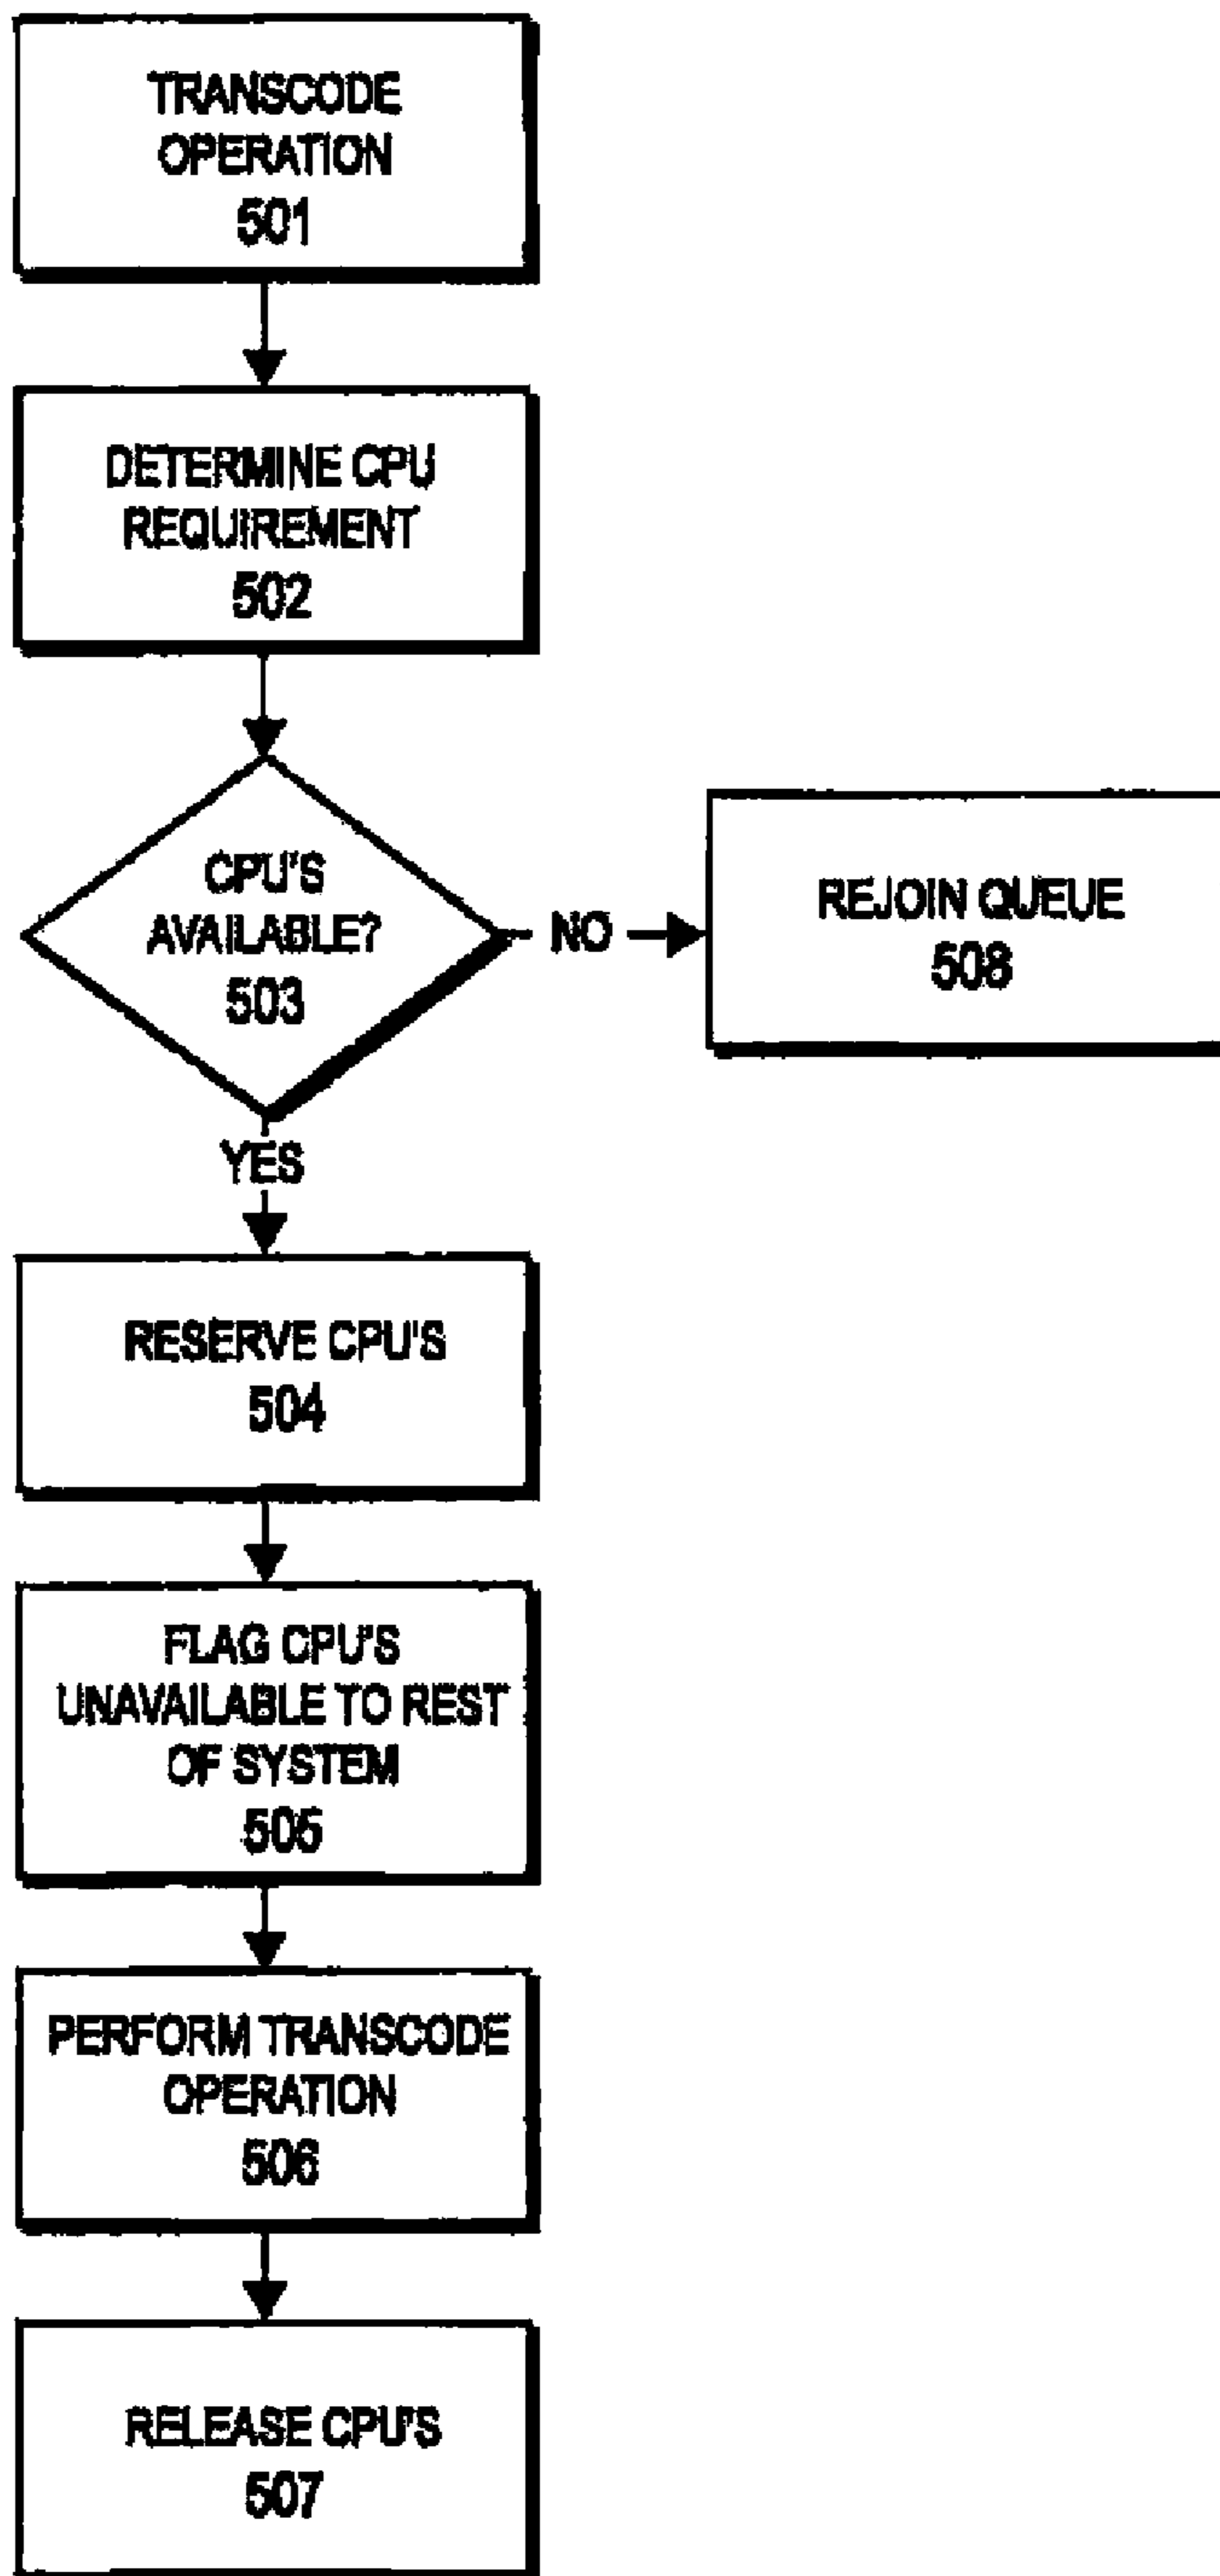 TRANSCODE
OPERATION
501
DETERMINE CPU
REQUIREMENT
502
CPU'S
AVAILABLE?
503
NO
REJOIN QUEUE
508
YES
RESERVE CPU'S
504
FLAG CPU'S
UNAVAILABLE TO REST
OF SYSTEM
505
PERFORM TRANSCODE
OPERATION
506
RELEASE CPU'S
507